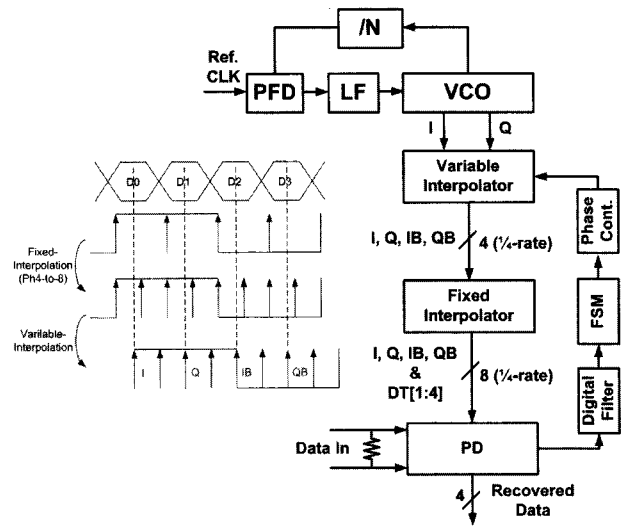 /N
Ref.
CLK
PFD
LF
VCO
I
Q
Variable
Interpolator
I, Q, IB, QB
4 (¼-rate)
Fixed
Interpolator
I, Q, IB, QB
&
DT[1:4]
8 (¼-rate)
Phase
Cont.
FSM
Digital
Filter
Data In
PD
4
Recovered
Data
D0
D1
D2
D3
Fixed-
Interpolation
(Ph4-to-8)
Varilable-
Interpolation
I
Q
IB
QB